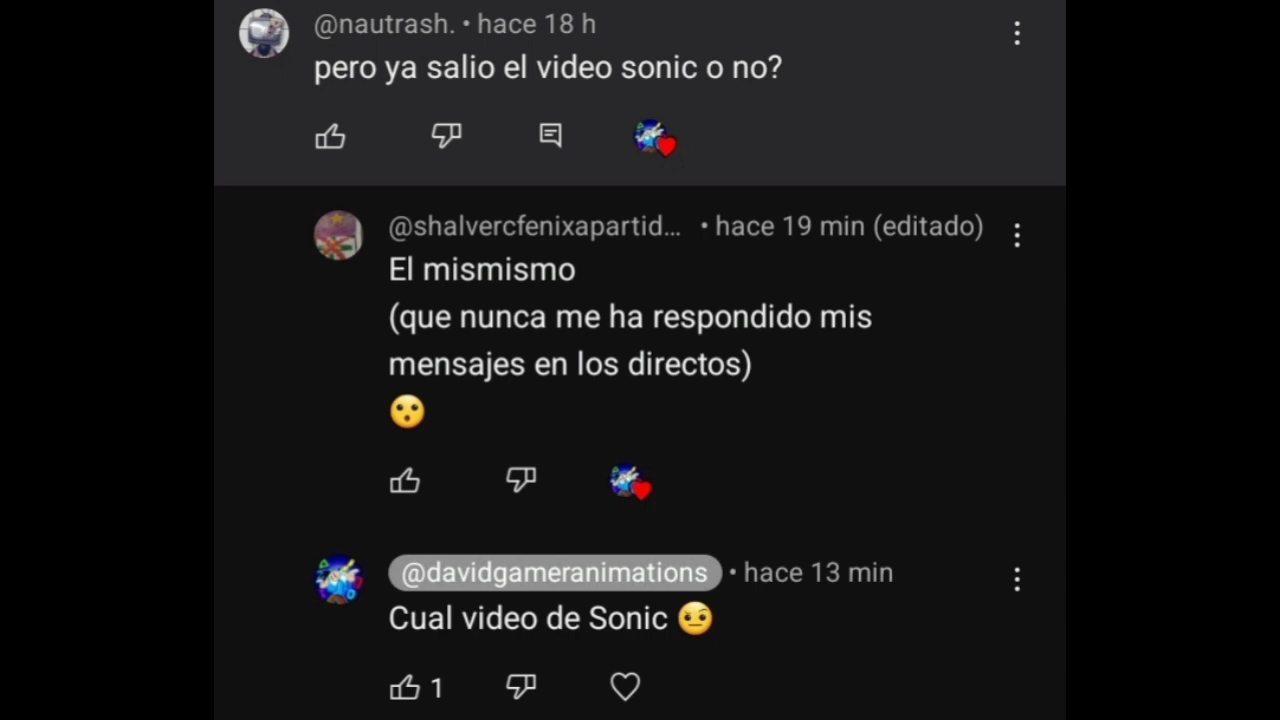 @nautrash. • hace 18 h
pero ya salio el video sonic o no?
@shalvercfenixapartid... • hace 19 min (editado)
El mismismo
(que nunca me ha respondido mis
mensajes en los directos)
😮
@davidgameranimations • hace 13 min
Cual video de Sonic 🤨
1